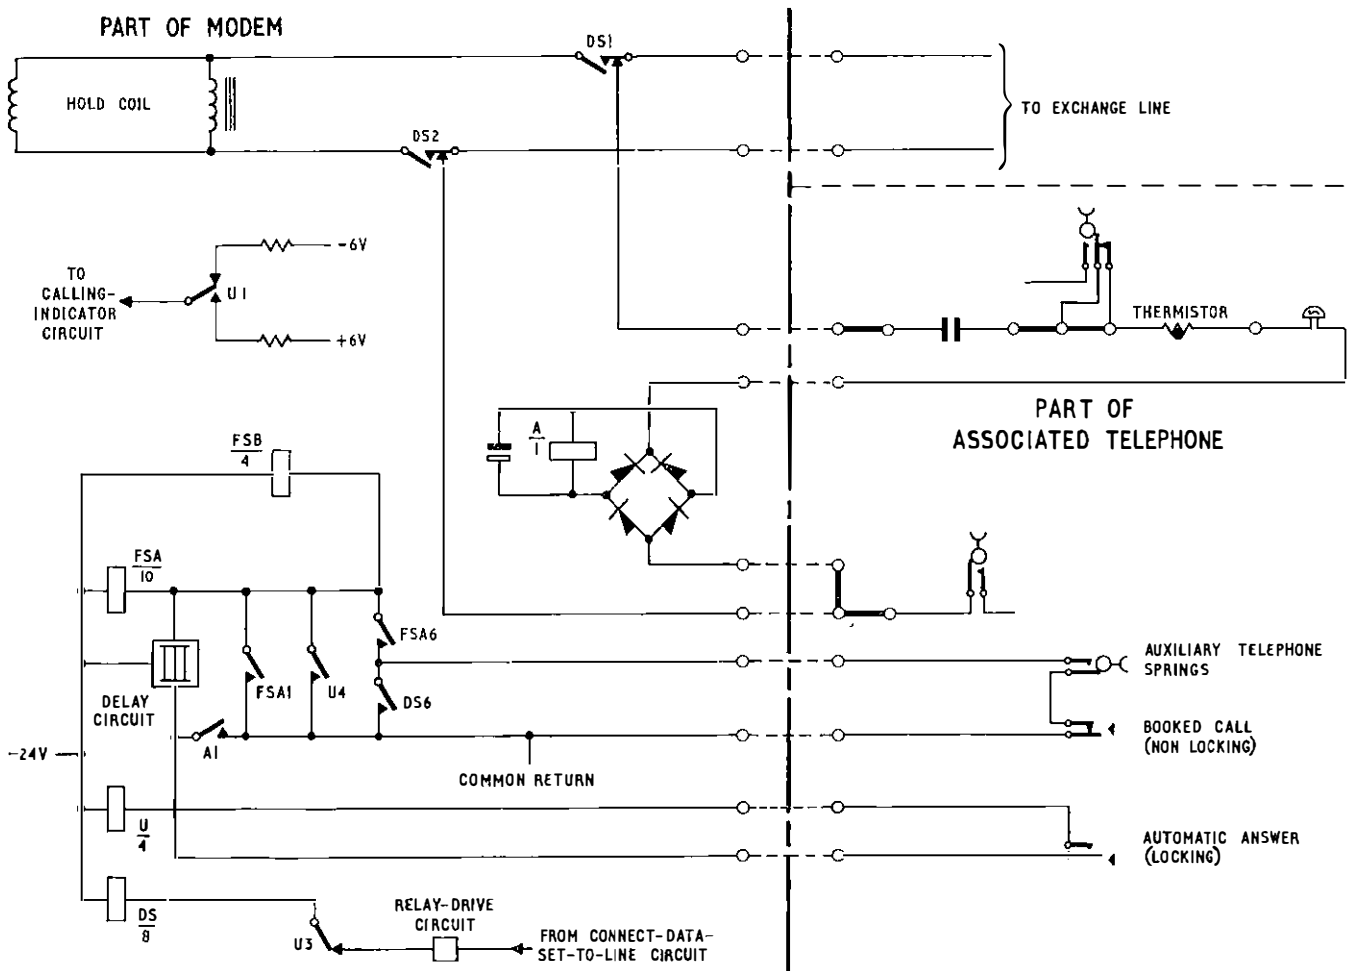 PART OF MODEM
DS1
HOLD COIL
TO EXCHANGE LINE
DS2
-6V
TO
CALLING-
INDICATOR
CIRCUIT
U1
+6V
THERMISTOR
PART OF
ASSOCIATED TELEPHONE
A
1
FSB
4
FSA
10
FSA6
AUXILIARY TELEPHONE
SPRINGS
DELAY
CIRCUIT
FSA1
U4
DS6
A1
BOOKED CALL
(NON LOCKING)
-24V
COMMON RETURN
U
4
AUTOMATIC ANSWER
(LOCKING)
DS
8
RELAY-DRIVE
CIRCUIT
U3
FROM CONNECT-DATA-
SET-TO-LINE CIRCUIT